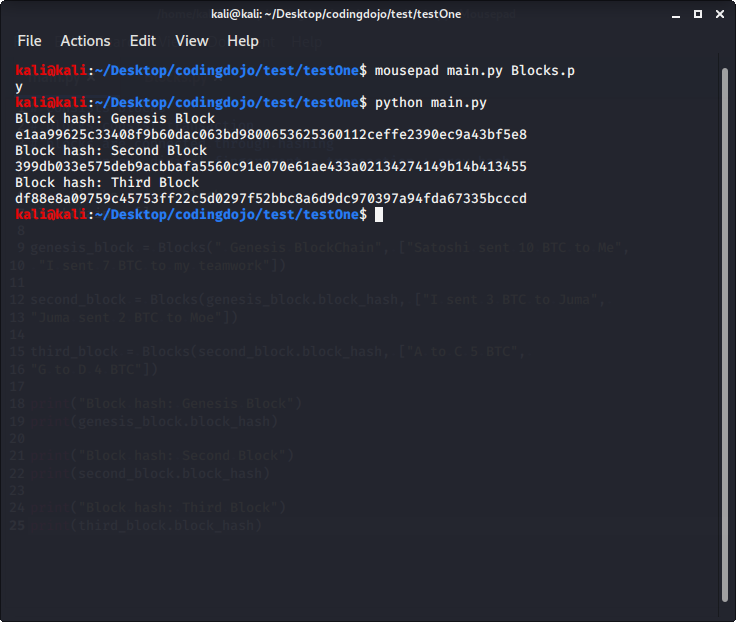 kali@kali: ~/Desktop/codingdojo/test/testOne
File Actions Edit View Help
kali@kali:~/Desktop/codingdojo/test/testOne$ mousepad main.py Blocks.p
y
kali@kali:~/Desktop/codingdojo/test/testOne$ python main.py
Block hash: Genesis Block
e1aa99625c33408f9b60dac063bd9800653625360112ceffe2390ec9a43bf5e8
Block hash: Second Block
399db033e575deb9acbbafa5560c91e070e61ae433a02134274149b14b413455
Block hash: Third Block
df88e8a09759c45753ff22c5d0297f52bbc8a6d9dc970397a94fda67335bcccd
kali@kali:~/Desktop/codingdojo/test/testOne$
8
9 genesis_block = Blocks(" Genesis BlockChain", ["Satoshi sent 10 BTC to Me",
10 "I sent 7 BTC to my teamwork"])
11
12 second_block = Blocks(genesis_block.block_hash, ["I sent 3 BTC to Juma",
13 "Juma sent 2 BTC to Moe"])
14
15 third_block = Blocks(second_block.block_hash, ["A to C 5 BTC",
16 "G to D 4 BTC"])
17
18 print("Block hash: Genesis Block")
19 print(genesis_block.block_hash)
20
21 print("Block hash: Second Block")
22 print(second_block.block_hash)
23
24 print("Block hash: Third Block")
25 print(third_block.block_hash)